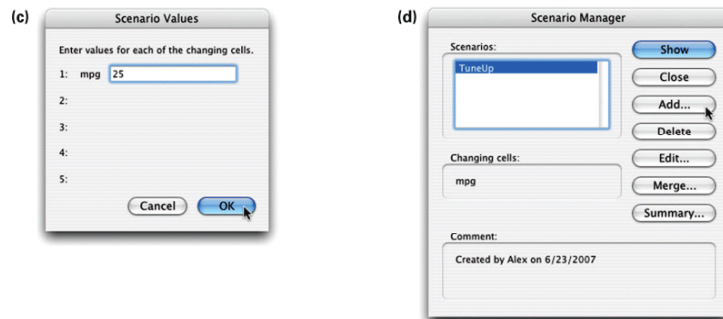 (c)
Scenario Values
Enter values for each of the changing cells.
1: mpg 25
2:
3:
4:
5:
Cancel OK
(d)
Scenario Manager
Scenarios:
TuneUp
Show
Close
Add...
Delete
Edit...
Merge...
Summary...
Changing cells:
mpg
Comment:
Created by Alex on 6/23/2007